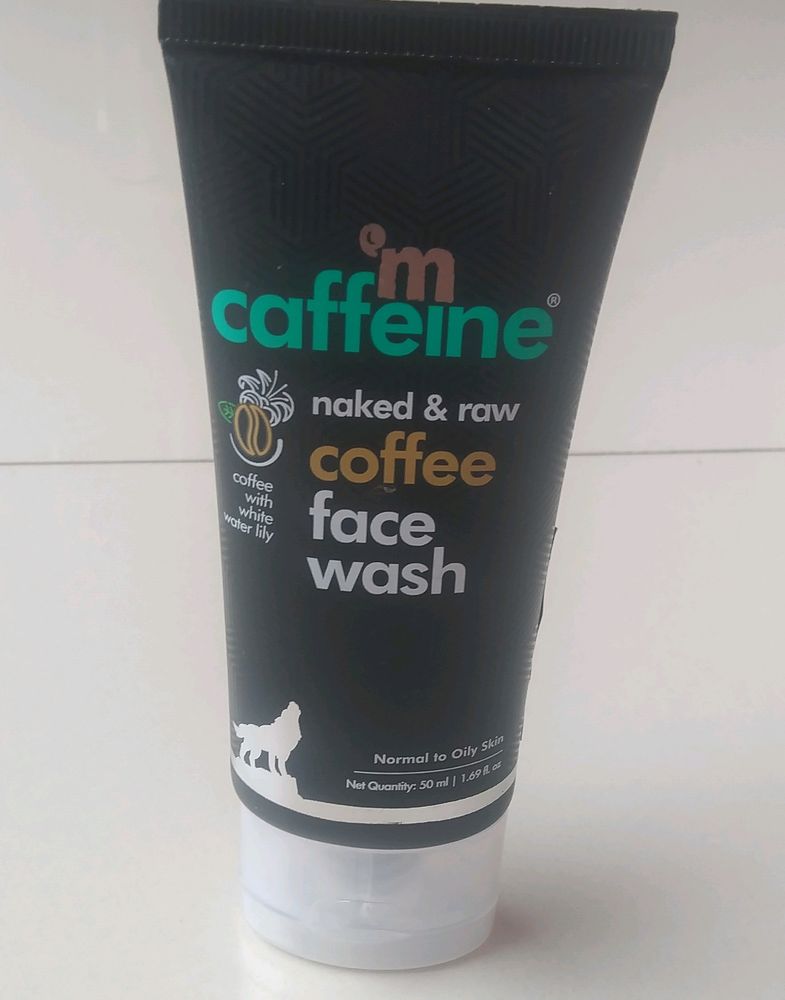 'm
caffeine®
naked & raw
coffee
face
wash
coffee
with
white
water lily
Normal to Oily Skin
Net Quantity: 50 ml | 1.69 fl. oz